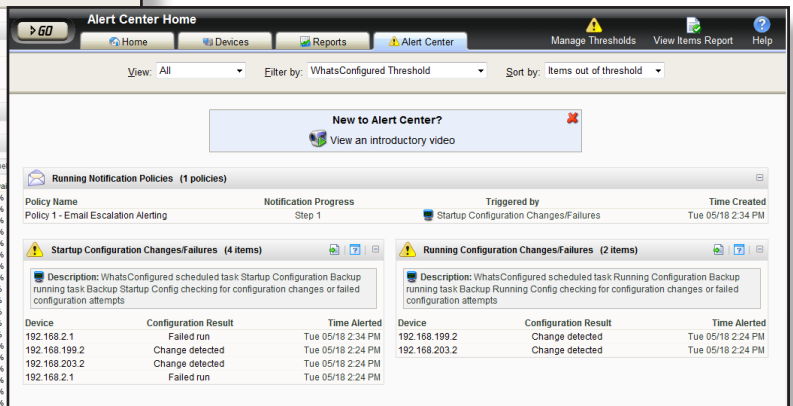 Alert Center Home
GO
Home
Devices
Reports
Alert Center
Manage Thresholds
View Items Report
Help
View: All
Filter by: WhatsConfigured Threshold
Sort by: Items out of threshold
New to Alert Center?
View an introductory video
Running Notification Policies (1 policies)
Policy Name Notification Progress Triggered by Time Created
Policy 1 - Email Escalation Alerting Step 1 Startup Configuration Changes/Failures Tue 05/18 2:34 PM
Startup Configuration Changes/Failures (4 items)
Description: WhatsConfigured scheduled task Startup Configuration Backup
running task Backup Startup Config checking for configuration changes or failed
configuration attempts
Device Configuration Result Time Alerted
192.168.2.1 Failed run Tue 05/18 2:34 PM
192.168.199.2 Change detected Tue 05/18 2:24 PM
192.168.203.2 Change detected Tue 05/18 2:24 PM
192.168.2.1 Failed run Tue 05/18 2:24 PM
Running Configuration Changes/Failures (2 items)
Description: WhatsConfigured scheduled task Running Configuration Backup
running task Backup Running Config checking for configuration changes or failed
configuration attempts
Device Configuration Result Time Alerted
192.168.199.2 Change detected Tue 05/18 2:24 PM
192.168.203.2 Change detected Tue 05/18 2:24 PM